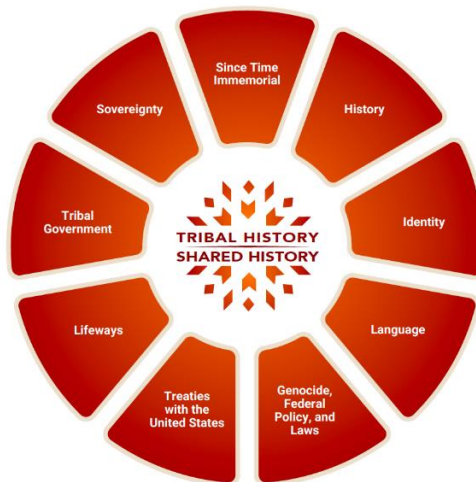 Since Time
Immemorial
History
Identity
Language
Genocide,
Federal
Policy, and
Laws
Treaties
with the
United States
Lifeways
Tribal
Government
Sovereignty
TRIBAL HISTORY
SHARED HISTORY